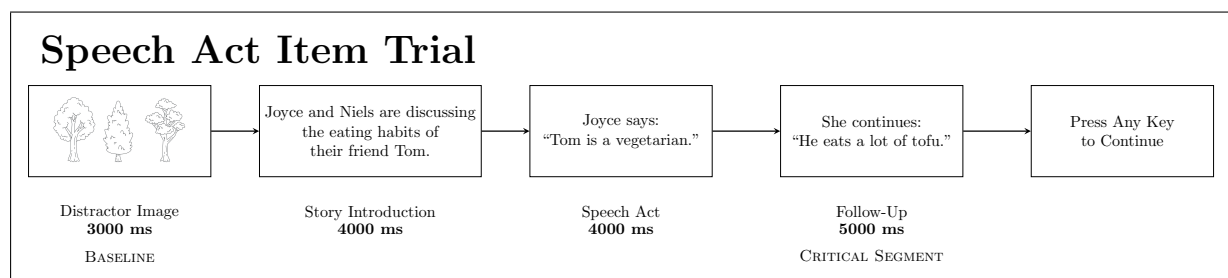 Speech Act Item Trial
Joyce and Niels are discussing
the eating habits of
their friend Tom.
Joyce says:
“Tom is a vegetarian.”
She continues:
“He eats a lot of tofu.”
Press Any Key
to Continue
Distractor Image
3000 ms
BASELINE
Story Introduction
4000 ms
Speech Act
4000 ms
Follow-Up
5000 ms
CRITICAL SEGMENT